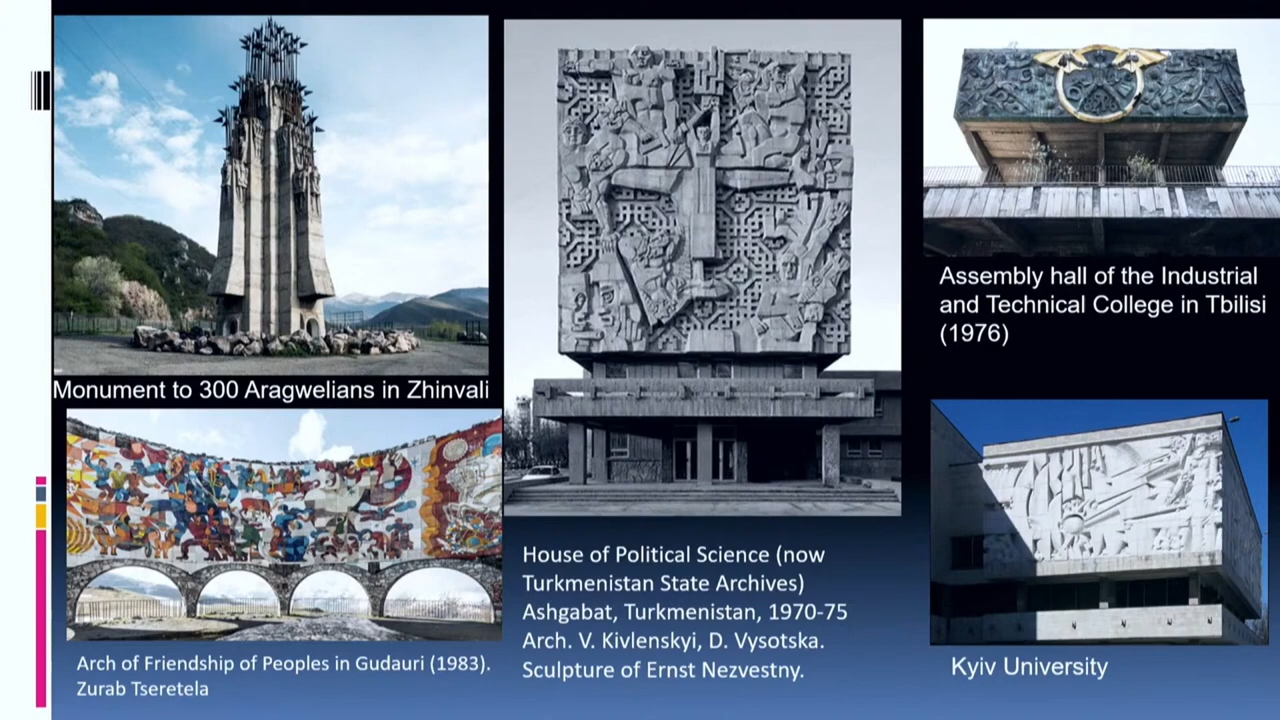 Monument to 300 Aragwelians in Zhinvali
Arch of Friendship of Peoples in Gudauri (1983).
Zurab Tseretela
House of Political Science (now
Turkmenistan State Archives)
Ashgabat, Turkmenistan, 1970-75
Arch. V. Kivlenskyi, D. Vysotska.
Sculpture of Ernst Nezvestny.
Assembly hall of the Industrial
and Technical College in Tbilisi
(1976)
Kyiv University